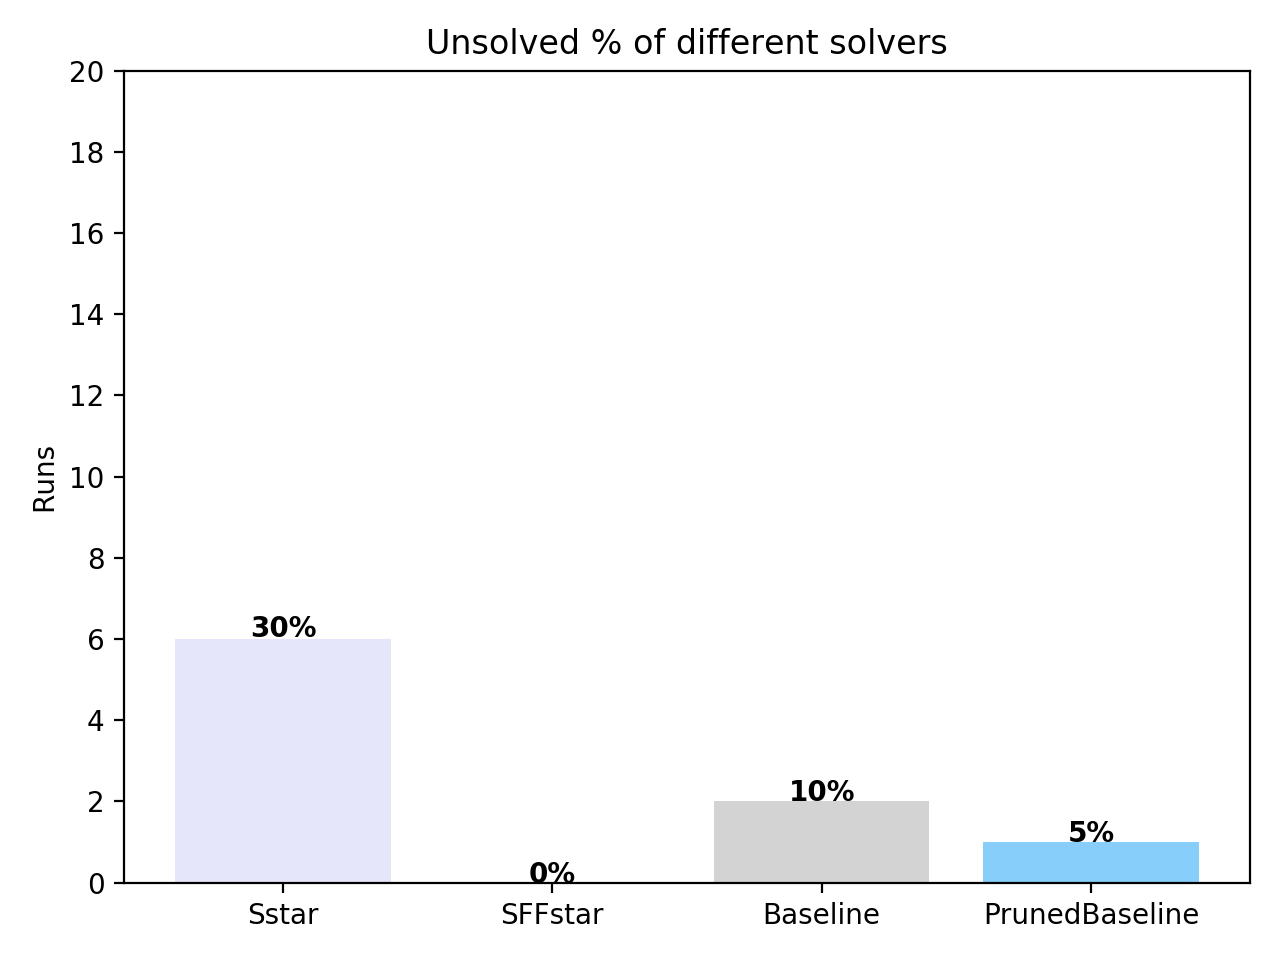 Unsolved % of different solvers
20
18
16
14
12
10
8
6
4
2
0
Runs
30%
0%
10%
5%
Sstar
SFFstar
Baseline
PrunedBaseline